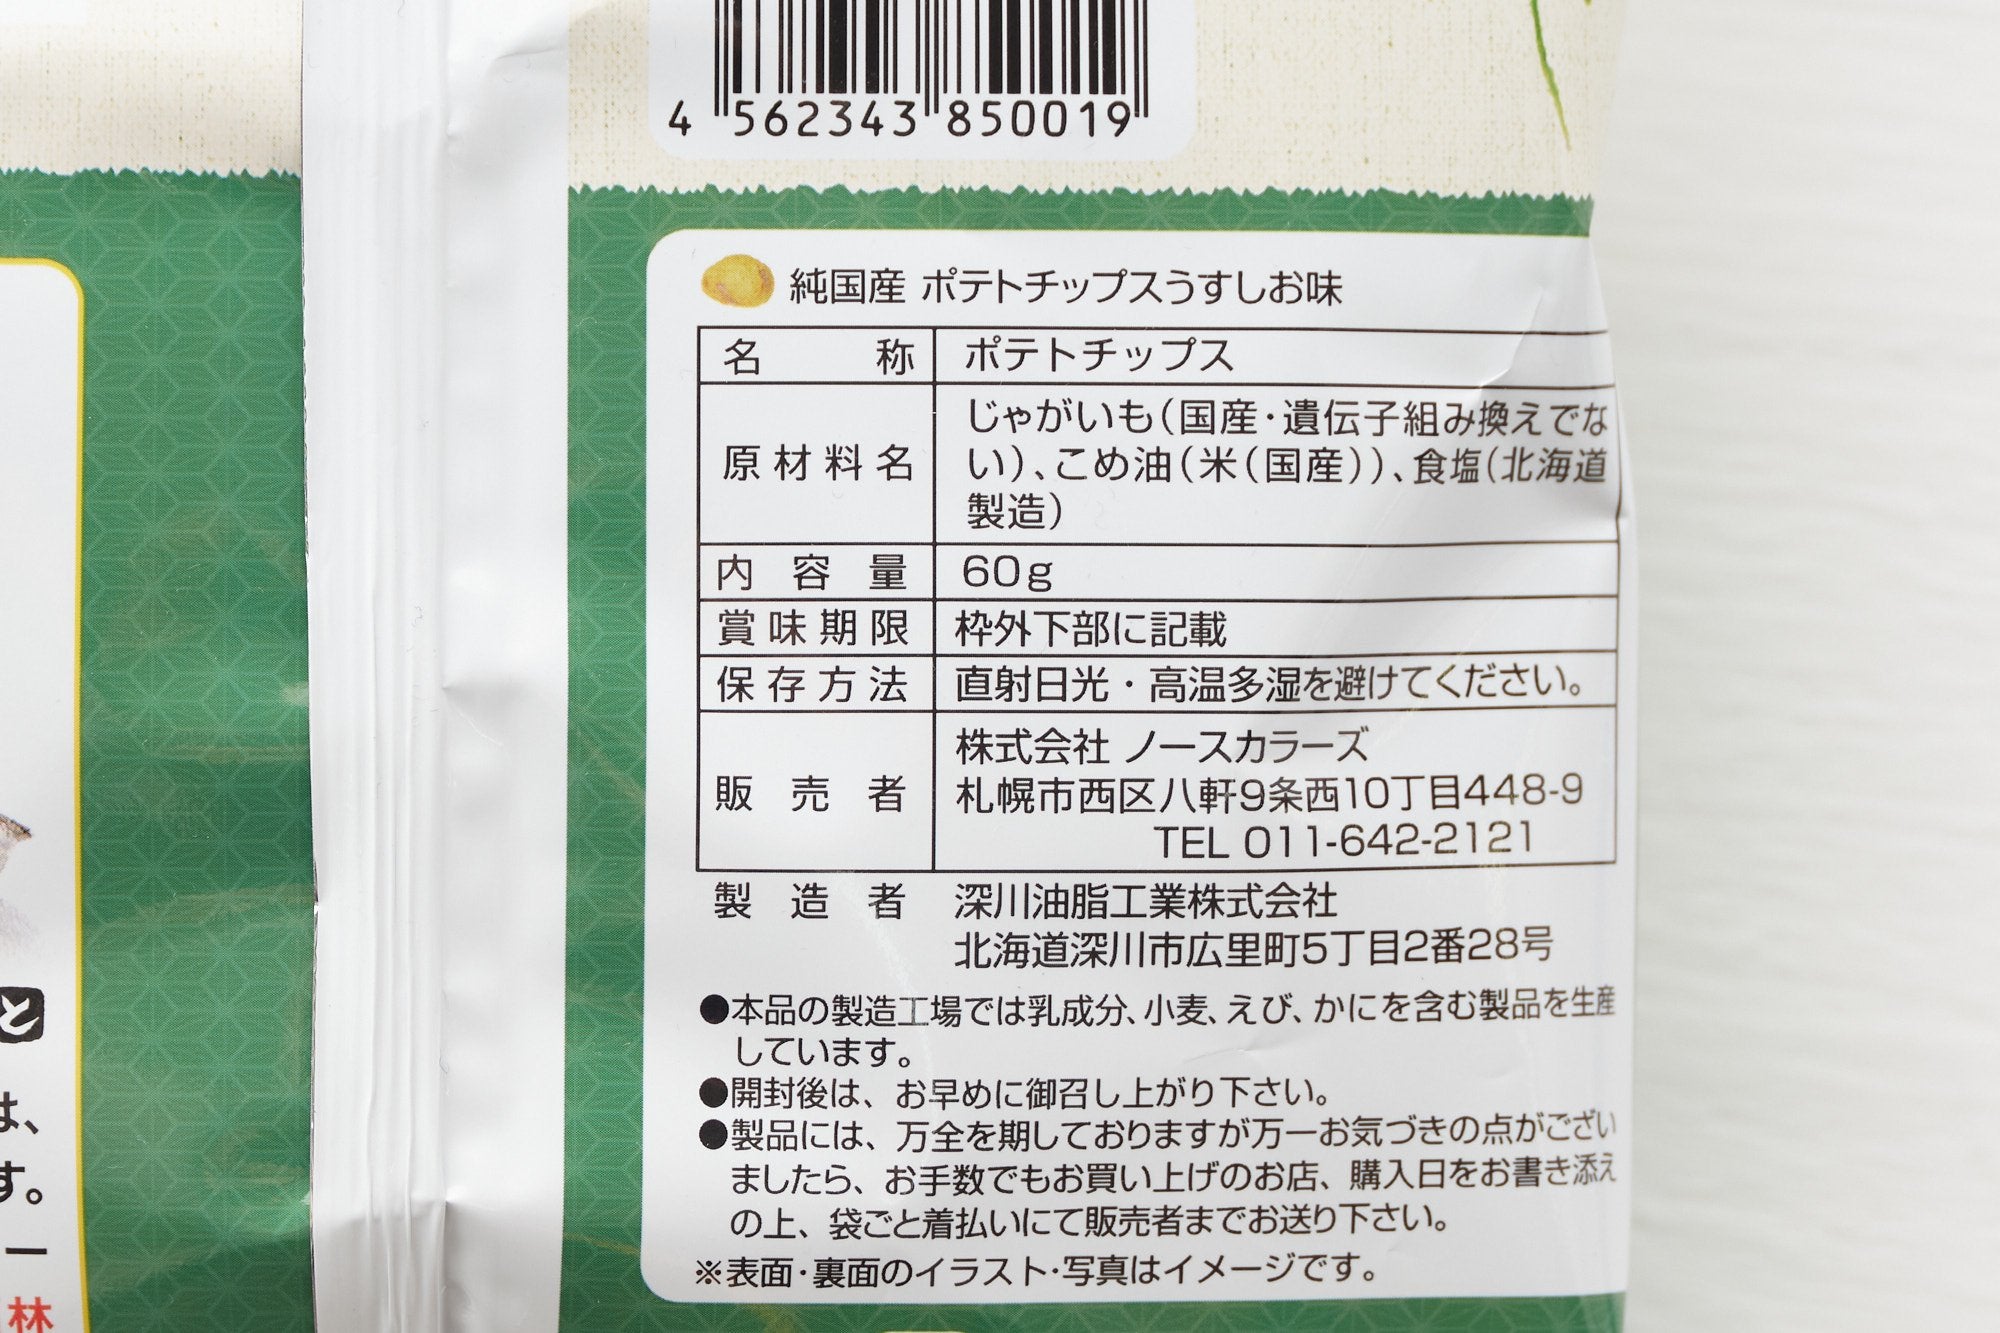 4 562343 850019
純国産 ポテトチップスうすしお味
名称 ポテトチップス
原材料名 じゃがいも（国産・遺伝子組み換えでな
い）、こめ油（米（国産））、食塩（北海道
製造）
内容量 60g
賞味期限 枠外下部に記載
保存方法 直射日光・高温多湿を避けてください。
販売者 株式会社 ノースカラーズ
札幌市西区八軒9条西10丁目448-9
TEL 011-642-2121
製造者 深川油脂工業株式会社
北海道深川市広里町5丁目2番28号
●本品の製造工場では乳成分、小麦、えび、かにを含む製品を生産
しています。
●開封後は、お早めに御召し上がり下さい。
●製品には、万全を期しておりますが万一お気づきの点がござい
ましたら、お手数でもお買い上げのお店、購入日をお書き添え
の上、袋ごと着払いにて販売者までお送り下さい。
※表面・裏面のイラスト・写真はイメージです。
と
は、
す。
ー
林